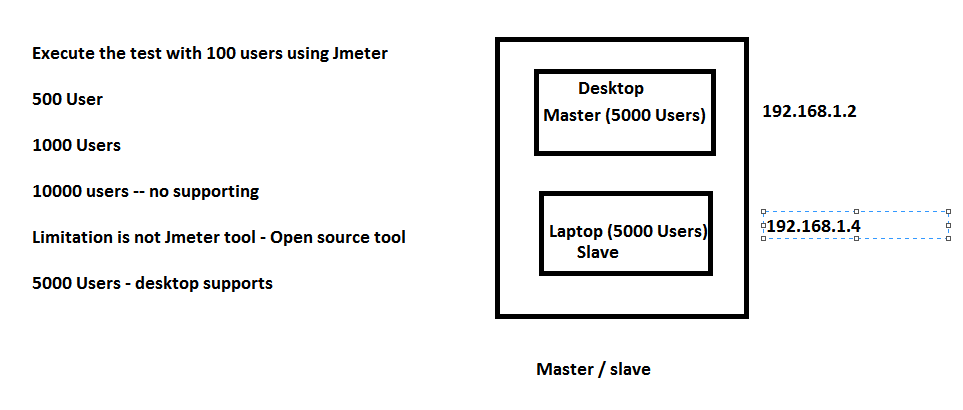 Execute the test with 100 users using Jmeter
500 User
1000 Users
10000 users -- no supporting
Limitation is not Jmeter tool - Open source tool
5000 Users - desktop supports
Desktop
Master (5000 Users)
192.168.1.2
Laptop (5000 Users)
Slave
192.168.1.4
Master / slave